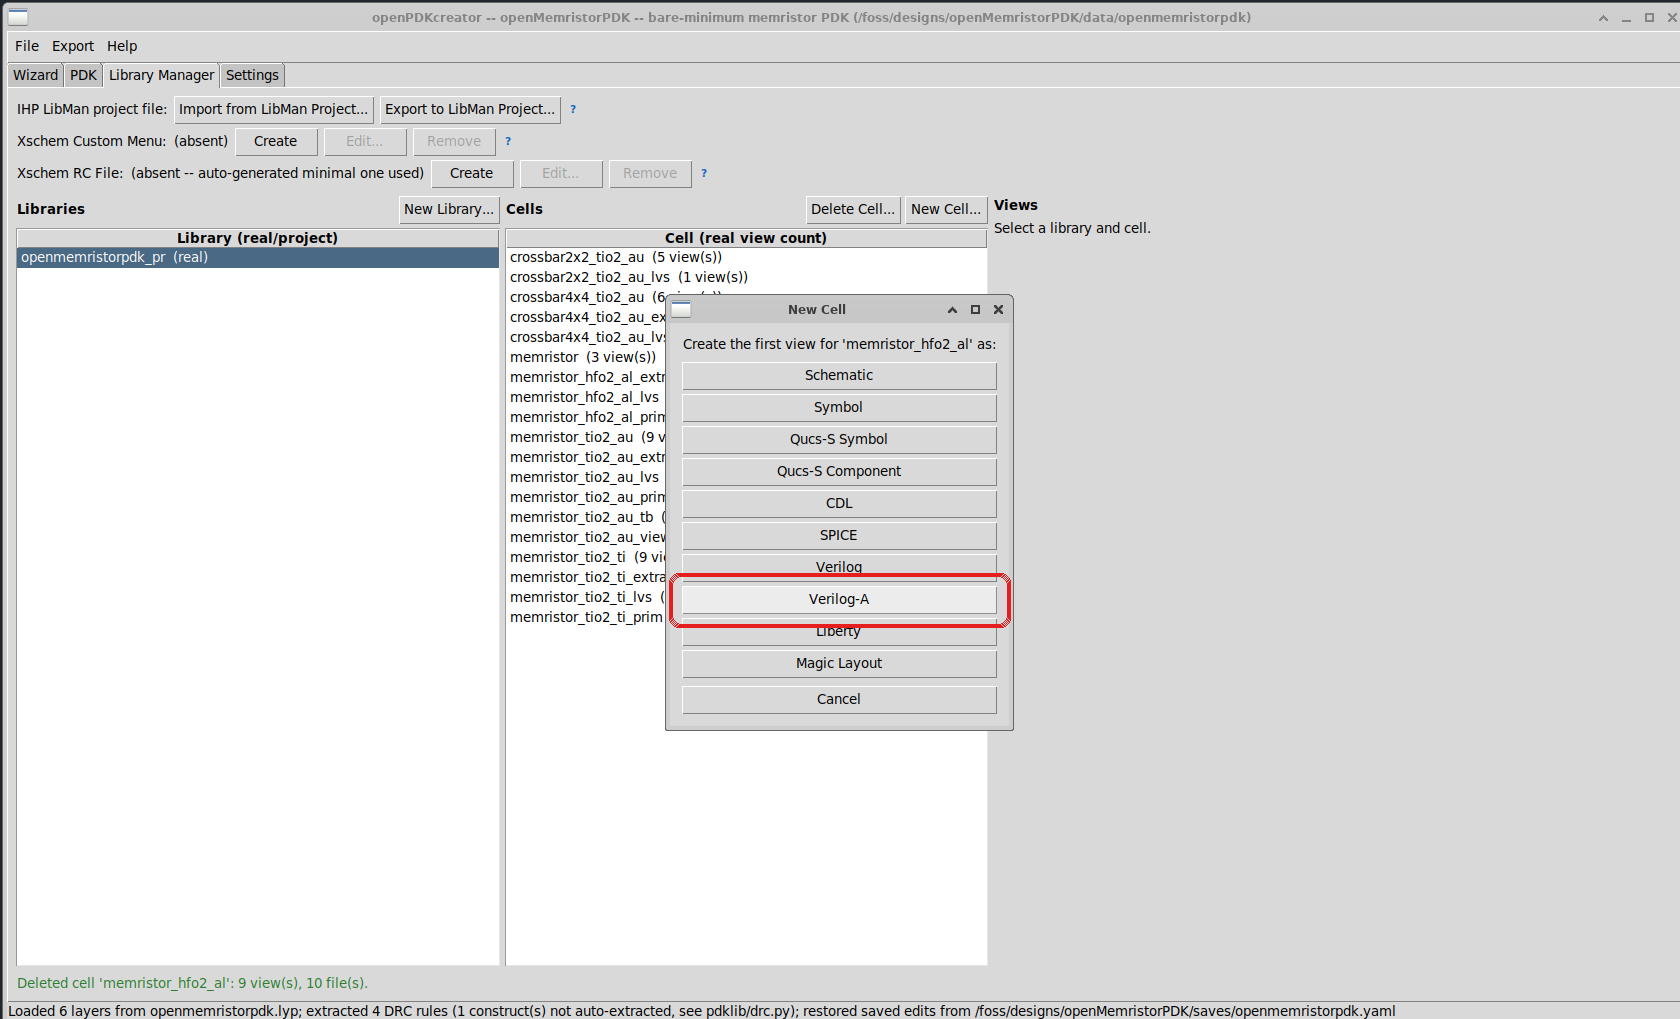 openPDKcreator -- openMemristorPDK -- bare-minimum memristor PDK (/foss/designs/openMemristorPDK/data/openmemristorpdk)
File Export Help
Wizard PDK Library Manager Settings
IHP LibMan project file: Import from LibMan Project... Export to LibMan Project... ?
Xschem Custom Menu: (absent) Create Edit... Remove ?
Xschem RC File: (absent -- auto-generated minimal one used) Create Edit... Remove ?
Libraries New Library...
Library (real/project)
openmemristorpdk_pr (real)
Cells Delete Cell... New Cell...
Cell (real view count)
crossbar2x2_tio2_au (5 view(s))
crossbar2x2_tio2_au_lvs (1 view(s))
crossbar4x4_tio2_au (6
crossbar4x4_tio2_au_ex
crossbar4x4_tio2_au_lvs
memristor (3 view(s))
memristor_hfo2_al_extr
memristor_hfo2_al_lvs
memristor_hfo2_al_prim
memristor_tio2_au (9 v
memristor_tio2_au_extr
memristor_tio2_au_lvs
memristor_tio2_au_prim
memristor_tio2_au_tb (
memristor_tio2_au_view
memristor_tio2_ti (9 vi
memristor_tio2_ti_extra
memristor_tio2_ti_lvs (
memristor_tio2_ti_prim
Views
Select a library and cell.
New Cell
Create the first view for 'memristor_hfo2_al' as:
Schematic
Symbol
Qucs-S Symbol
Qucs-S Component
CDL
SPICE
Verilog
Verilog-A
Liberty
Magic Layout
Cancel
Deleted cell 'memristor_hfo2_al': 9 view(s), 10 file(s).
Loaded 6 layers from openmemristorpdk.lyp; extracted 4 DRC rules (1 construct(s) not auto-extracted, see pdklib/drc.py); restored saved edits from /foss/designs/openMemristorPDK/saves/openmemristorpdk.yaml